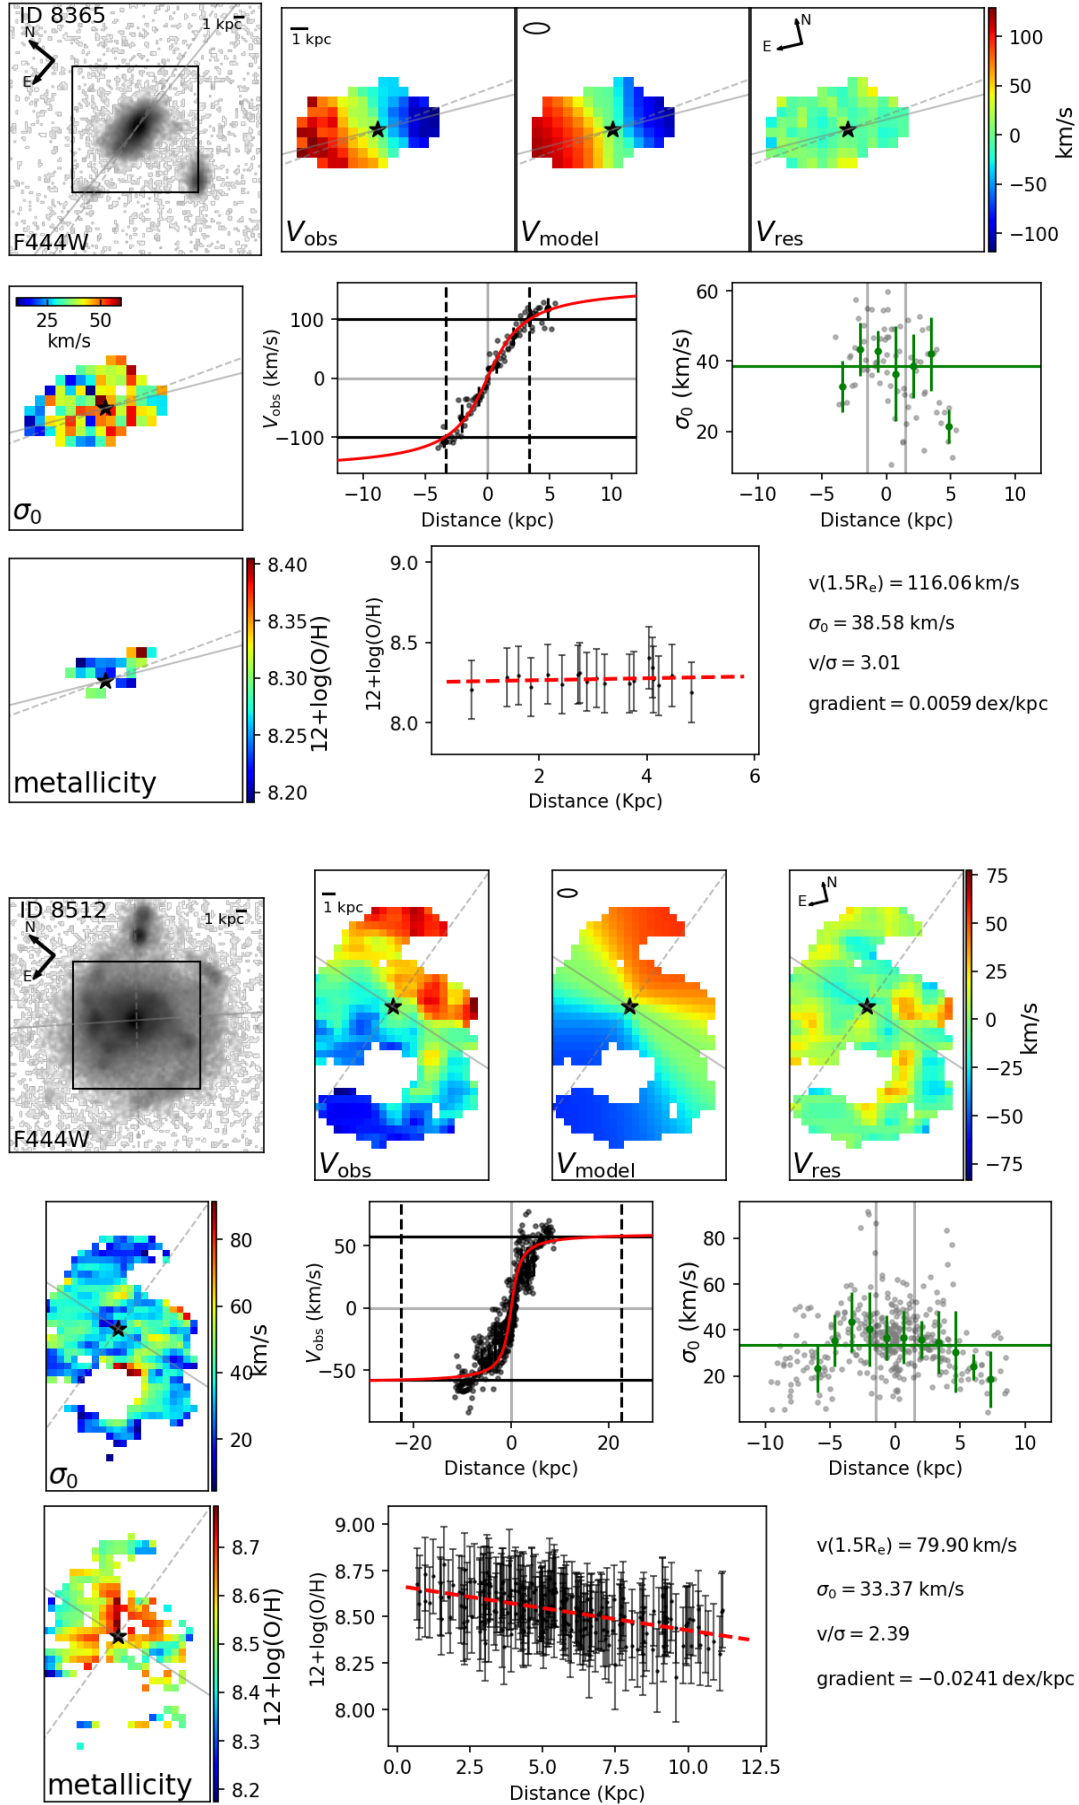 ID 8365
1 kpc
N
E
F444W
1 kpc
V_obs
V_model
N
E
V_res
100
50
0
−50
−100
km/s
25 50
km/s
σ₀
100
0
−100
V_obs (km/s)
−10 −5 0 5 10
Distance (kpc)
60
40
20
σ₀ (km/s)
−10 −5 0 5 10
Distance (kpc)
metallicity
8.40
8.35
8.30
8.25
8.20
12+log(O/H)
9.0
8.5
8.0
12+log(O/H)
2 4 6
Distance (Kpc)
v(1.5R_e) = 116.06 km/s
σ₀ = 38.58 km/s
v/σ = 3.01
gradient = 0.0059 dex/kpc
ID 8512
1 kpc
N
E
F444W
1 kpc
V_obs
V_model
N
E
V_res
75
50
25
0
−25
−50
−75
km/s
σ₀
80
60
40
20
km/s
50
0
−50
V_obs (km/s)
−20 0 20
Distance (kpc)
80
60
40
20
σ₀ (km/s)
−10 −5 0 5 10
Distance (kpc)
metallicity
8.7
8.6
8.5
8.4
8.3
8.2
12+log(O/H)
9.00
8.75
8.50
8.25
8.00
12+log(O/H)
0.0 2.5 5.0 7.5 10.0 12.5
Distance (Kpc)
v(1.5R_e) = 79.90 km/s
σ₀ = 33.37 km/s
v/σ = 2.39
gradient = −0.0241 dex/kpc